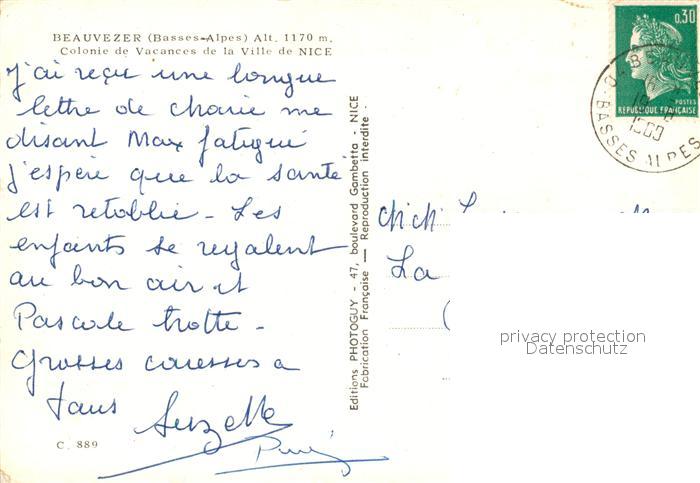 BEAUVEZER (Basses-Alpes) Alt. 1170 m.
Colonie de Vacances de la Ville de NICE
J'ai reçu une longue
lettre de me
disant Max fatigué
j'espère que la santé
est retablie - Les
enfants se regalent
au bon air et
Pascale trotte -
Grosses caresses a
tous Suzette
C. 889
Editions PHOTOGUY - 47, boulevard Gambetta - NICE
Fabrication Française — Reproduction interdite -
0,30
POSTES
REPUBLIQUE FRANÇAISE
BASSES ALPES
La
privacy protection
Datenschutz